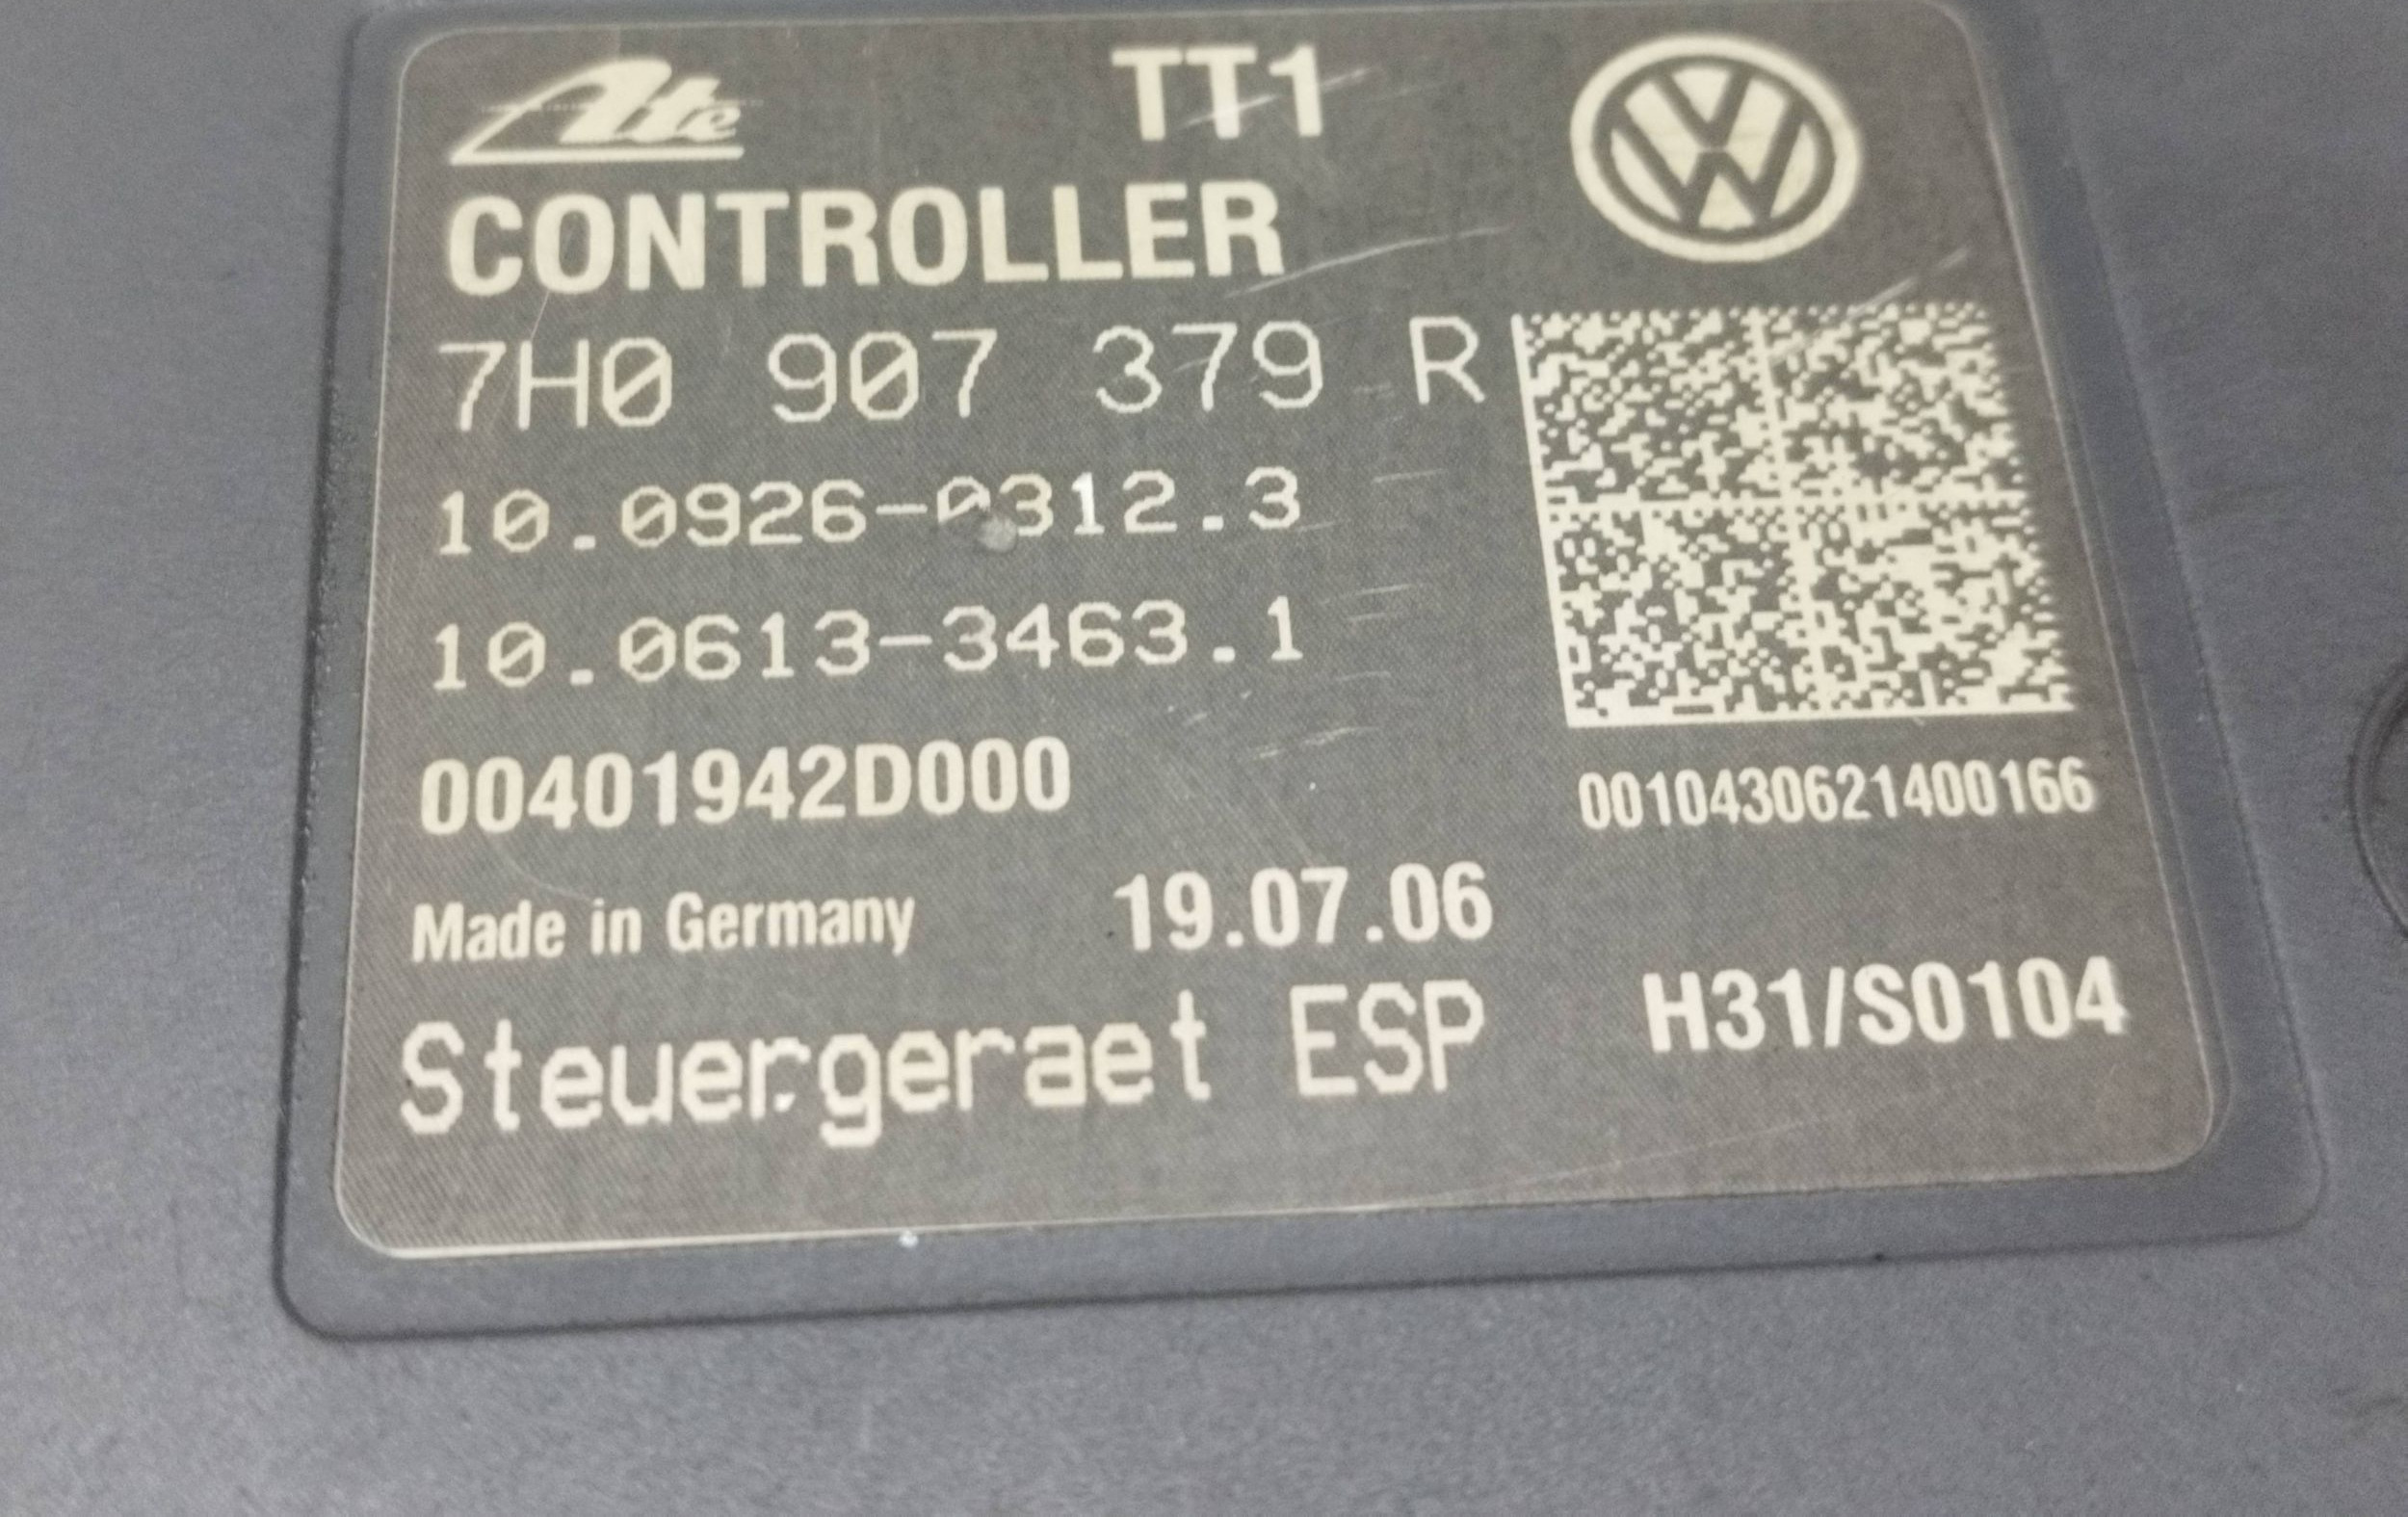 Ate TT1
CONTROLLER
7H0 907 379 R
10.0926-0312.3
10.0613-3463.1
00401942D000
0010430621400166
Made in Germany 19.07.06
Steuergeraet ESP H31/S0104